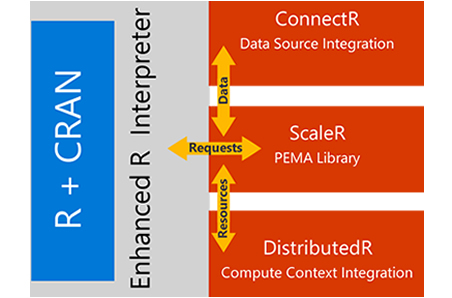 R + CRAN
Enhanced R Interpreter
ConnectR
Data Source Integration
Data
ScaleR
PEMA Library
Requests
Resources
DistributedR
Compute Context Integration